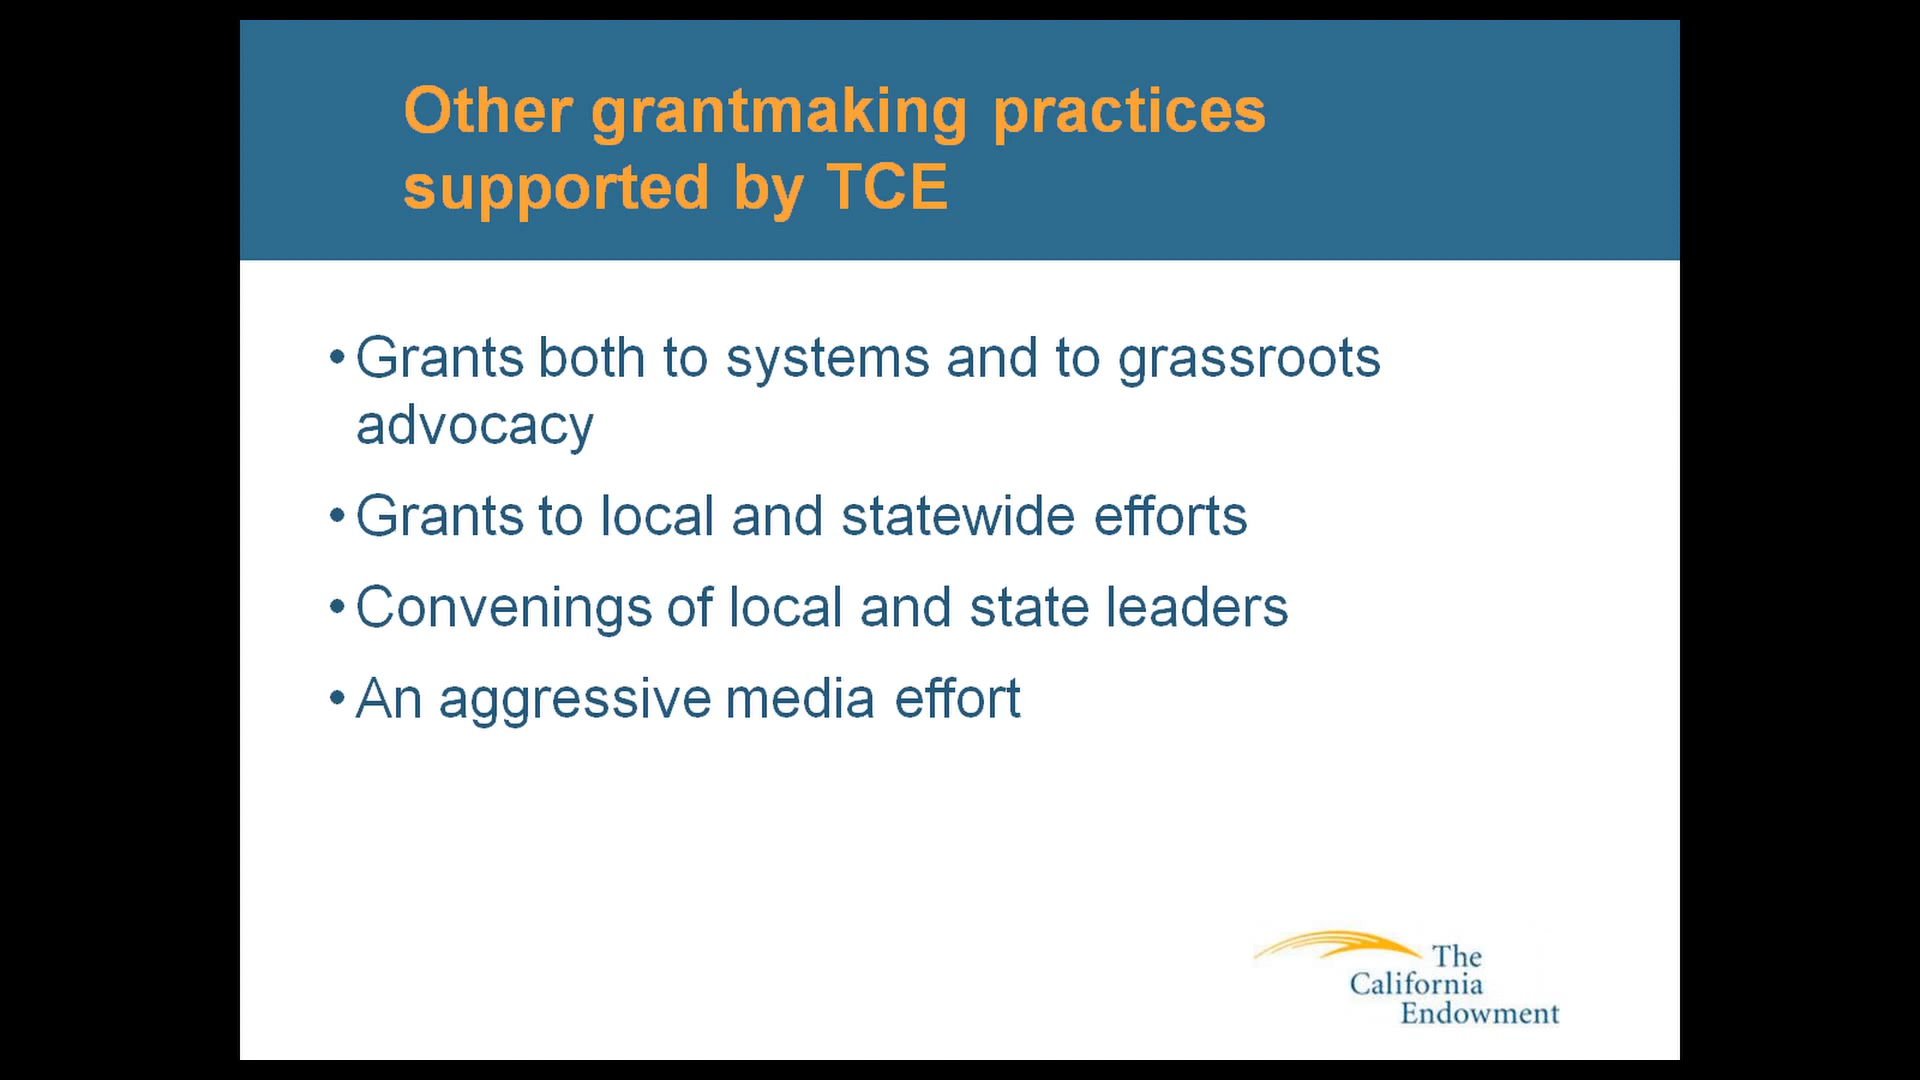 Other grantmaking practices
supported by TCE
• Grants both to systems and to grassroots
advocacy
• Grants to local and statewide efforts
• Convenings of local and state leaders
• An aggressive media effort
The
California
Endowment